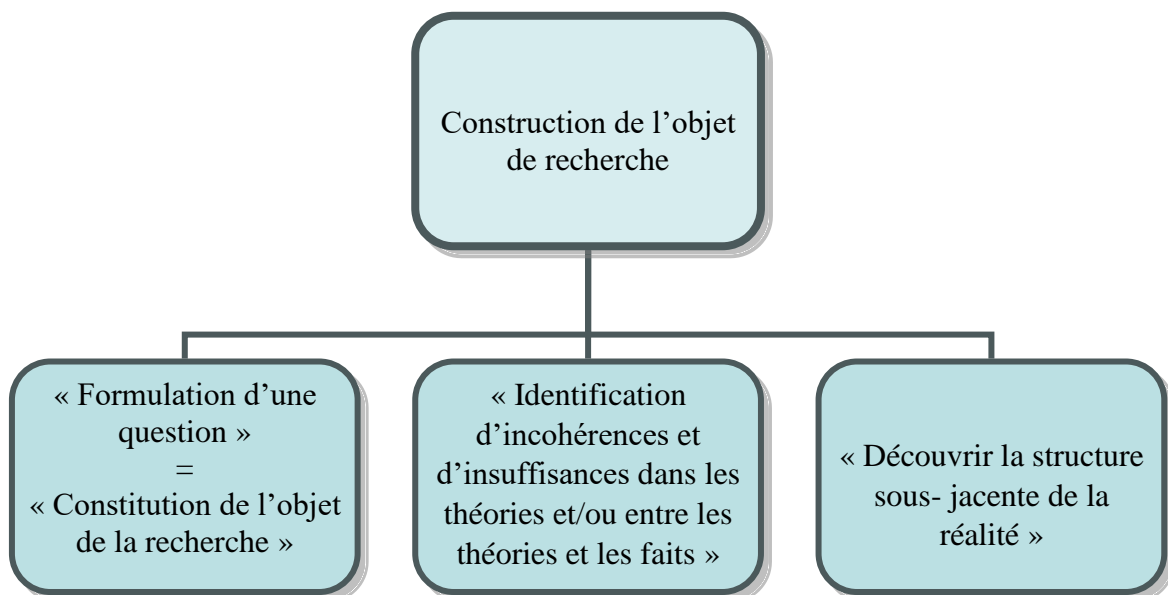 Construction de l’objet
de recherche
« Formulation d’une
question »
=
« Constitution de l’objet
de la recherche »
« Identification
d’incohérences et
d’insuffisances dans les
théories et/ou entre les
théories et les faits »
« Découvrir la structure
sous- jacente de la
réalité »